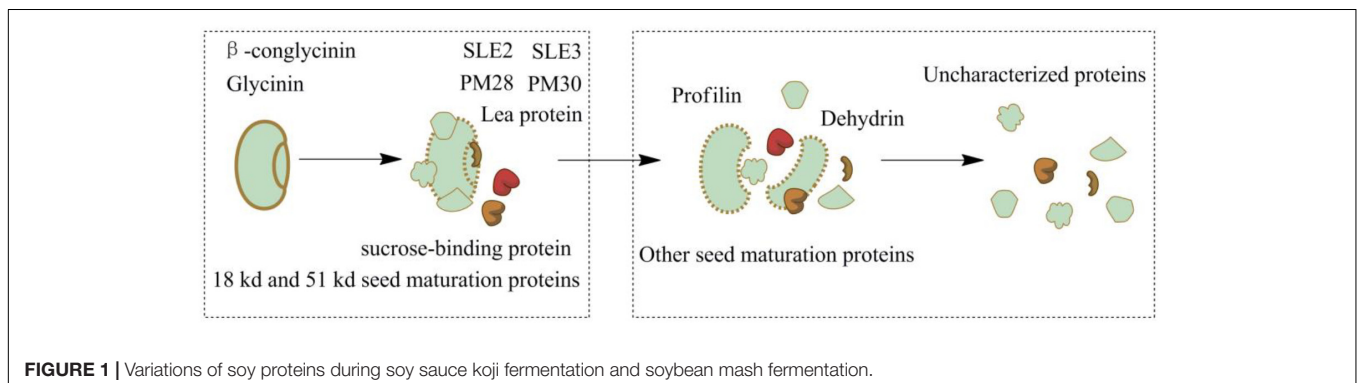 β-conglycinin
Glycinin
SLE2 SLE3
PM28 PM30
Lea protein
sucrose-binding protein
18 kd and 51 kd seed maturation proteins
Profilin
Dehydrin
Other seed maturation proteins
Uncharacterized proteins
FIGURE 1 | Variations of soy proteins during soy sauce koji fermentation and soybean mash fermentation.